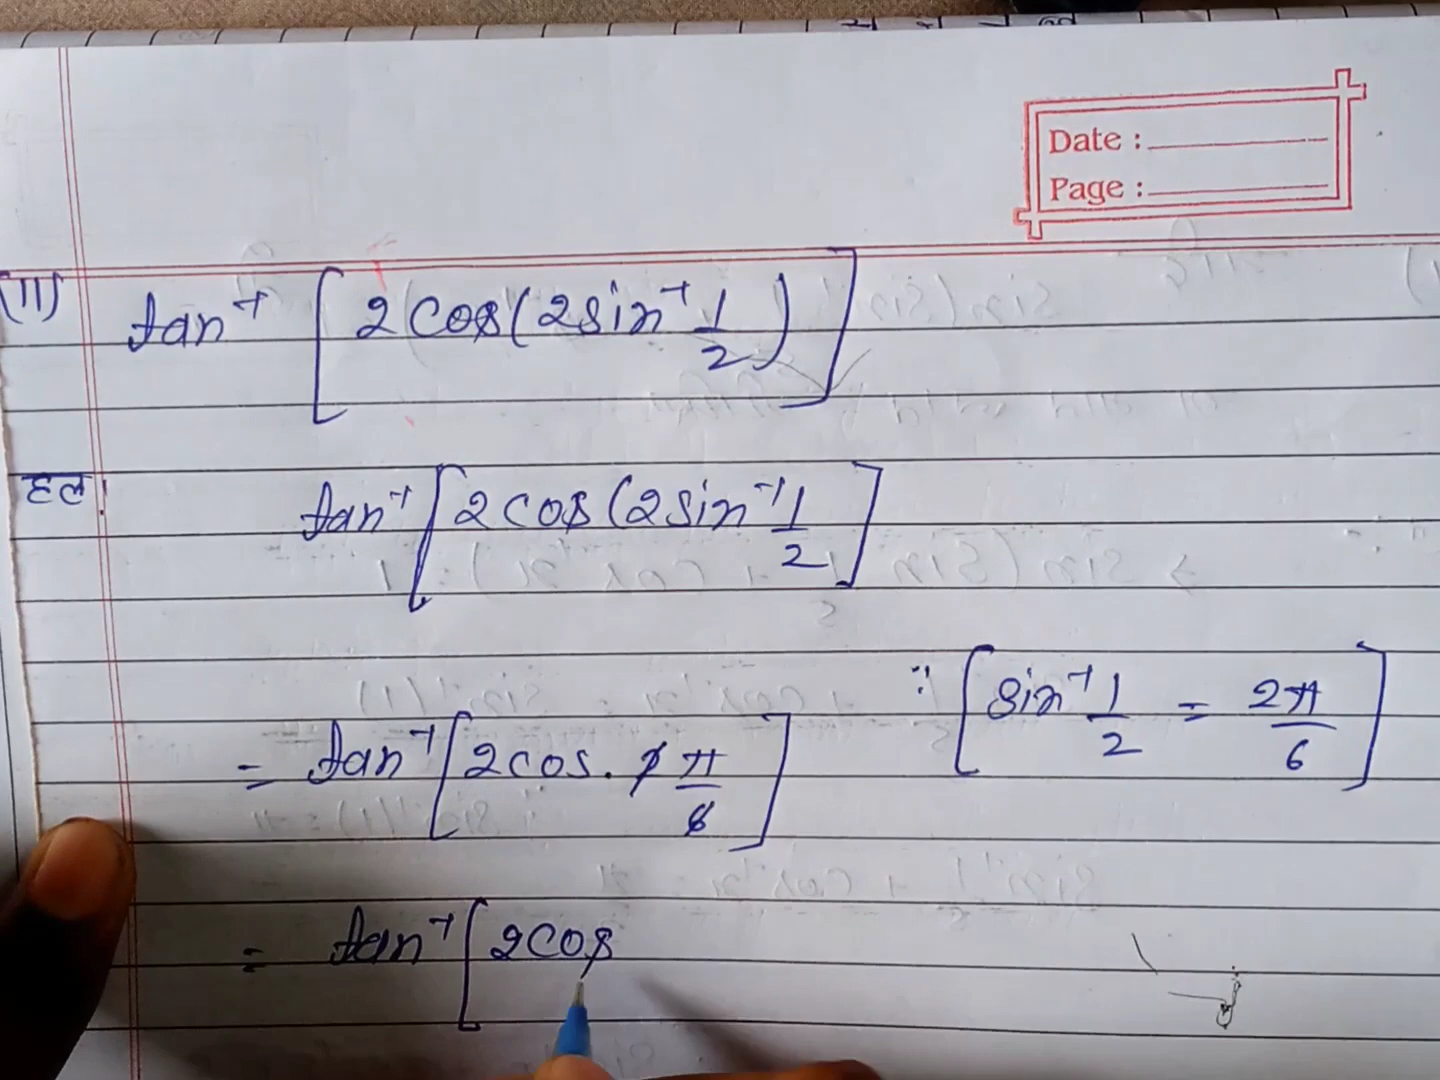 Date :
Page :
(II) tan⁻¹ [ 2cos(2sin⁻¹ 1/2) ]
हल ! tan⁻¹ [ 2cos(2sin⁻¹ 1/2 ]
= tan⁻¹ [ 2cos. 2 π/6 ] ∵ [ sin⁻¹ 1/2 = 2π/6 ]
= tan⁻¹ [ 2cos